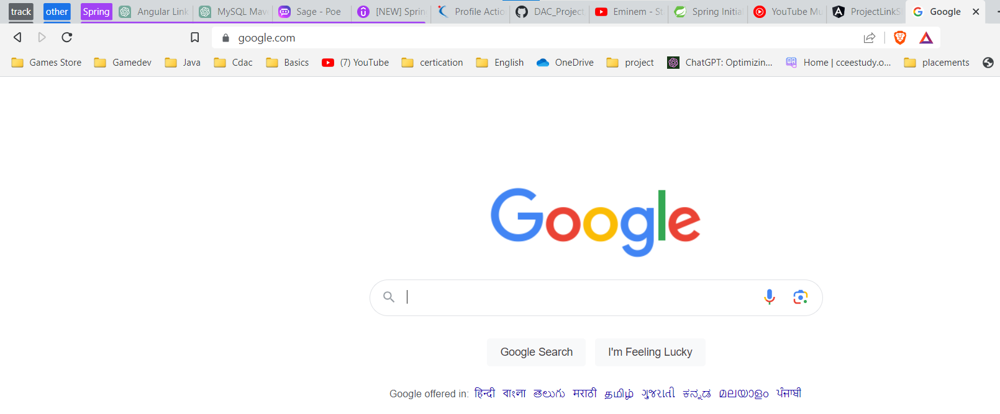 track other Spring Angular Link MySQL Mav Sage - Poe [NEW] Sprin Profile Actio DAC_Project Eminem - St Spring Initia YouTube Mu ProjectLinkS Google
google.com
Games Store Gamedev Java Cdac Basics (7) YouTube certication English OneDrive project ChatGPT: Optimizin... Home | cceestudy.o... placements
Google
Google Search I'm Feeling Lucky
Google offered in: हिन्दी বাংলা తెలుగు मराठी தமிழ் ગુજરાતી ಕನ್ನಡ മലയാളം ਪੰਜਾਬੀ